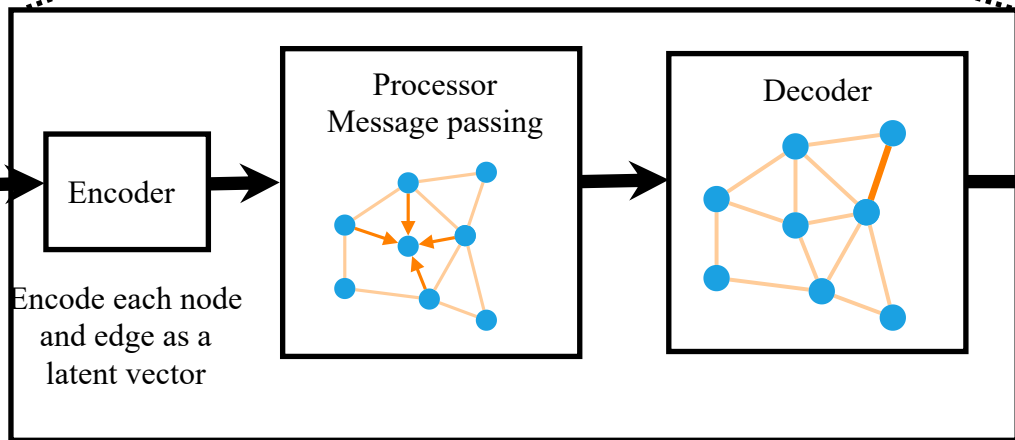 Encoder
Encode each node
and edge as a
latent vector
Processor
Message passing
Decoder